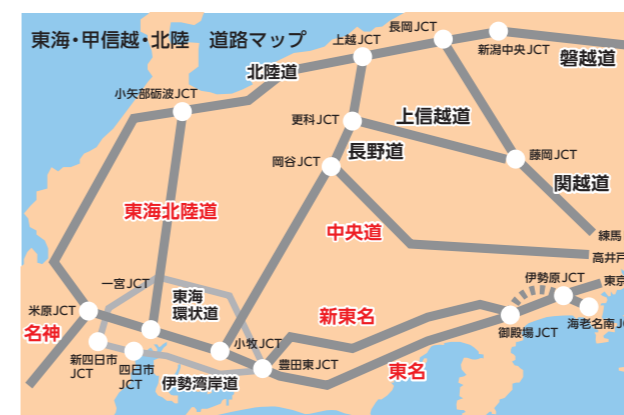 東海・甲信越・北陸　道路マップ
長岡JCT
上越JCT
新潟中央JCT
磐越道
北陸道
小矢部砺波JCT
更科JCT
上信越道
長野道
岡谷JCT
藤岡JCT
関越道
東海北陸道
中央道
練馬
高井戸
伊勢原JCT
東京
一宮JCT
東海
環状道
米原JCT
新東名
海老名南JCT
御殿場JCT
名神
小牧JCT
新四日市
JCT
四日市
JCT
豊田東JCT
東名
伊勢湾岸道